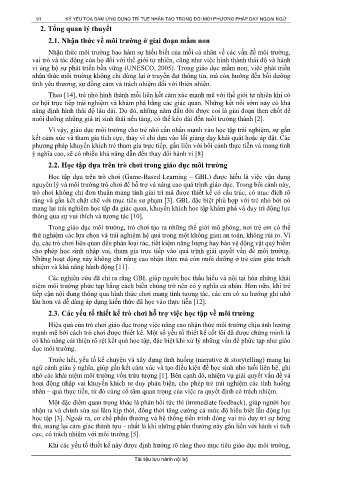 91 KỶ YẾU TỌA ĐÀM ỨNG DỤNG TRÍ TUỆ NHÂN TẠO TRONG ĐỔI MỚI PHƯƠNG PHÁP DẠY NGOẠI NGỮ
2. Tổng quan lý thuyết
2.1. Nhận thức về môi trường ở giai đoạn mầm non
Nhận thức môi trường bao hàm sự hiểu biết của mỗi cá nhân về các vấn đề môi trường,
vai trò và tác động của họ đối với thế giới tự nhiên, cũng như việc hình thành thái độ và hành
vi ủng hộ sự phát triển bền vững (UNESCO, 2005). Trong giáo dục mầm non, việc phát triển
nhận thức môi trường không chỉ dừng lại ở truyền đạt thông tin, mà còn hướng đến bồi dưỡng
tình yêu thương, sự đồng cảm và trách nhiệm đối với thiên nhiên.
Theo [14], trẻ nhỏ hình thành mối liên kết cảm xúc mạnh mẽ với thế giới tự nhiên khi có
cơ hội trực tiếp trải nghiệm và khám phá bằng các giác quan. Những kết nối sớm này có khả
năng định hình thái độ lâu dài. Do đó, những năm đầu đời được coi là giai đoạn then chốt để
nuôi dưỡng những giá trị sinh thái nền tảng, có thể kéo dài đến tuổi trưởng thành [2].
Vì vậy, giáo dục môi trường cho trẻ nhỏ cần nhấn mạnh vào học tập trải nghiệm, sự gắn
kết cảm xúc và tham gia tích cực, thay vì chỉ dựa vào lối giảng dạy khái quát hoặc áp đặt. Các
phương pháp khuyến khích trẻ tham gia trực tiếp, gắn liền với bối cảnh thực tiễn và mang tính
ý nghĩa cao, sẽ có nhiều khả năng dẫn đến thay đổi hành vi [8]
2.2. Học tập dựa trên trò chơi trong giáo dục môi trường
Học tập dựa trên trò chơi (Game-Based Learning – GBL) được hiểu là việc vận dụng
nguyên lý và môi trường trò chơi để hỗ trợ và nâng cao quá trình giáo dục. Trong bối cảnh này,
trò chơi không chỉ đơn thuần mang tính giải trí mà được thiết kế có cấu trúc, có mục đích rõ
ràng và gắn kết chặt chẽ với mục tiêu sư phạm [3]. GBL đặc biệt phù hợp với trẻ nhỏ bởi nó
mang lại trải nghiệm học tập đa giác quan, khuyến khích học tập khám phá và duy trì động lực
thông qua sự vui thích và tương tác [10].
Trong giáo dục môi trường, trò chơi tạo ra những thế giới mô phỏng, nơi trẻ em có thể
thử nghiệm các lựa chọn và trải nghiệm hệ quả trong một không gian an toàn, không rủi ro. Ví
dụ, các trò chơi liên quan đến phân loại rác, tiết kiệm năng lượng hay bảo vệ động vật quý hiếm
cho phép học sinh nhập vai, tham gia trực tiếp vào quá trình giải quyết vấn đề môi trường.
Những hoạt động này không chỉ nâng cao nhận thức mà còn nuôi dưỡng ở trẻ cảm giác trách
nhiệm và khả năng hành động [11].
Các nghiên cứu đã chỉ ra rằng GBL giúp người học thấu hiểu và nội tại hóa những khái
niệm môi trường phức tạp bằng cách biến chúng trở nên có ý nghĩa cá nhân. Hơn nữa, khi trẻ
tiếp cận nội dung thông qua hình thức chơi mang tính tương tác, các em có xu hướng ghi nhớ
lâu hơn và dễ dàng áp dụng kiến thức đã học vào thực tiễn [12].
2.3. Các yếu tố thiết kế trò chơi hỗ trợ việc học tập về môi trường
Hiệu quả của trò chơi giáo dục trong việc nâng cao nhận thức môi trường chịu ảnh hưởng
mạnh mẽ bởi cách trò chơi được thiết kế. Một số yếu tố thiết kế cốt lõi đã được chứng minh là
có khả năng cải thiện rõ rệt kết quả học tập, đặc biệt khi xử lý những vấn đề phức tạp như giáo
dục môi trường.
Trước hết, yếu tố kể chuyện và xây dựng tình huống (narrative & storytelling) mang lại
ngữ cảnh giàu ý nghĩa, giúp gắn kết cảm xúc và tạo điều kiện để học sinh nhỏ tuổi liên hệ, ghi
nhớ các khái niệm môi trường vốn trừu tượng [1]. Bên cạnh đó, nhiệm vụ giải quyết vấn đề và
hoạt động nhập vai khuyến khích tư duy phản biện, cho phép trẻ trải nghiệm các tình huống
nhân – quả thực tiễn, từ đó củng cố tầm quan trọng của việc ra quyết định có trách nhiệm.
Một đặc điểm quan trọng khác là phản hồi tức thì (immediate feedback), giúp người học
nhận ra và chỉnh sửa sai lầm kịp thời, đồng thời tăng cường cả mức độ hiểu biết lẫn động lực
học tập [3]. Ngoài ra, cơ chế phần thưởng và hệ thống tiến trình đóng vai trò duy trì sự hứng
thú, mang lại cảm giác thành tựu – nhất là khi những phần thưởng này gắn liền với hành vi tích
cực, có trách nhiệm với môi trường [5].
Khi các yếu tố thiết kế này được định hướng rõ ràng theo mục tiêu giáo dục môi trường,
Tài liệu lưu hành nội bộ